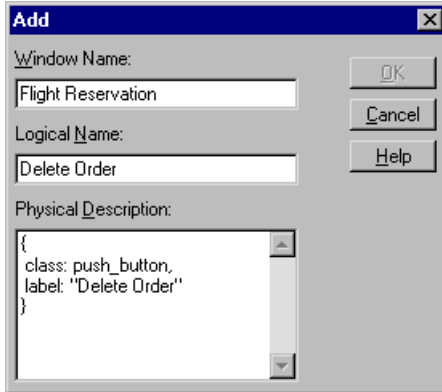 Add
Window Name:
OK
Flight Reservation
Cancel
Logical Name:
Help
Delete Order
Physical Description:
{
class: push_button,
label: "Delete Order"
}